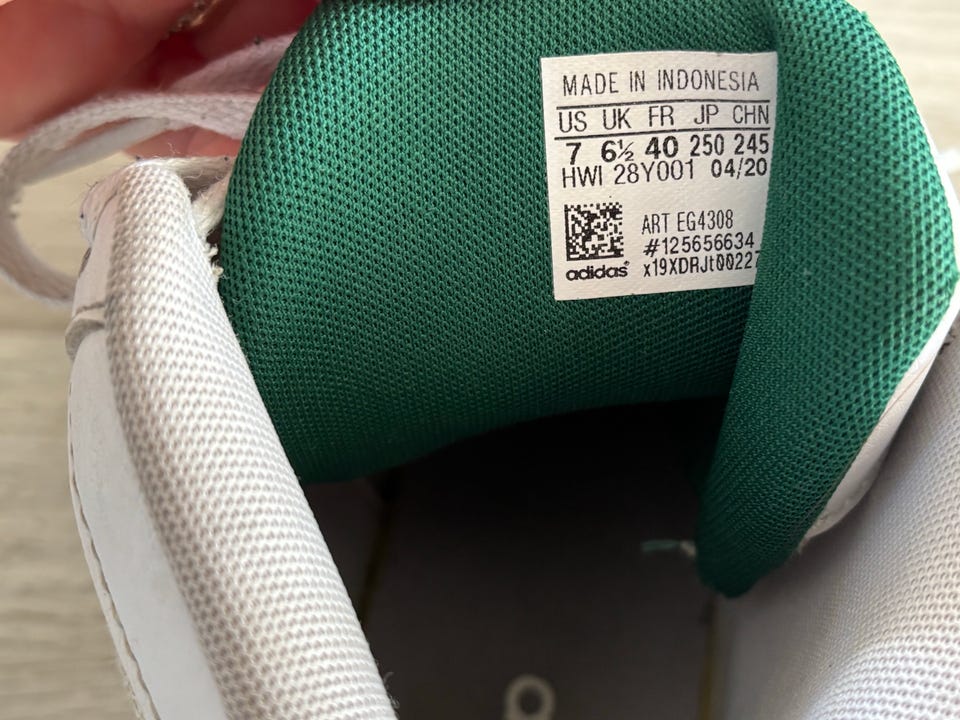 MADE IN INDONESIA
US UK FR JP CHN
7 6½ 40 250 245
HWI 28Y001 04/20
ART EG4308
#125656634
adidas x19XDRJt00227